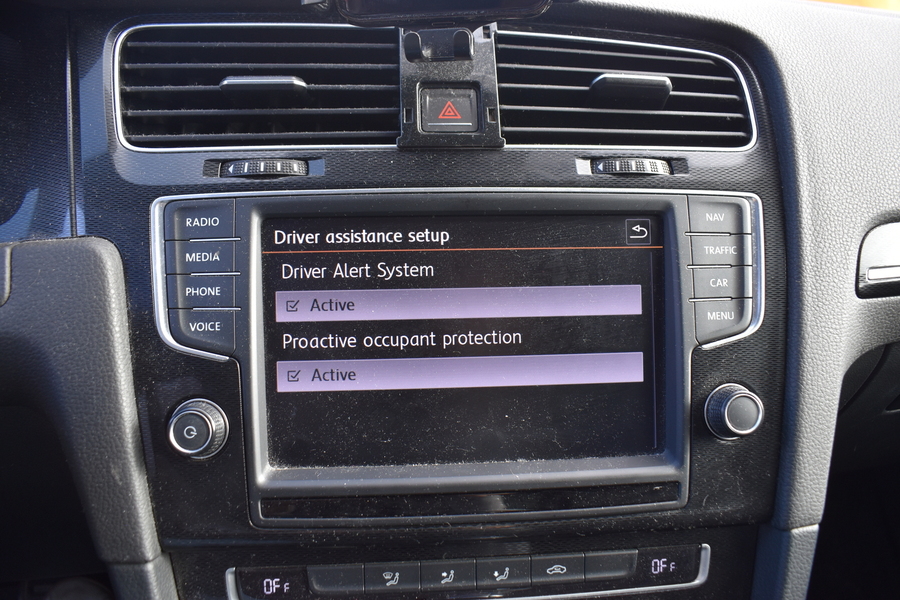 RADIO
MEDIA
PHONE
VOICE
Driver assistance setup
Driver Alert System
Active
Proactive occupant protection
Active
NAV
TRAFFIC
CAR
MENU
OFF
OFF